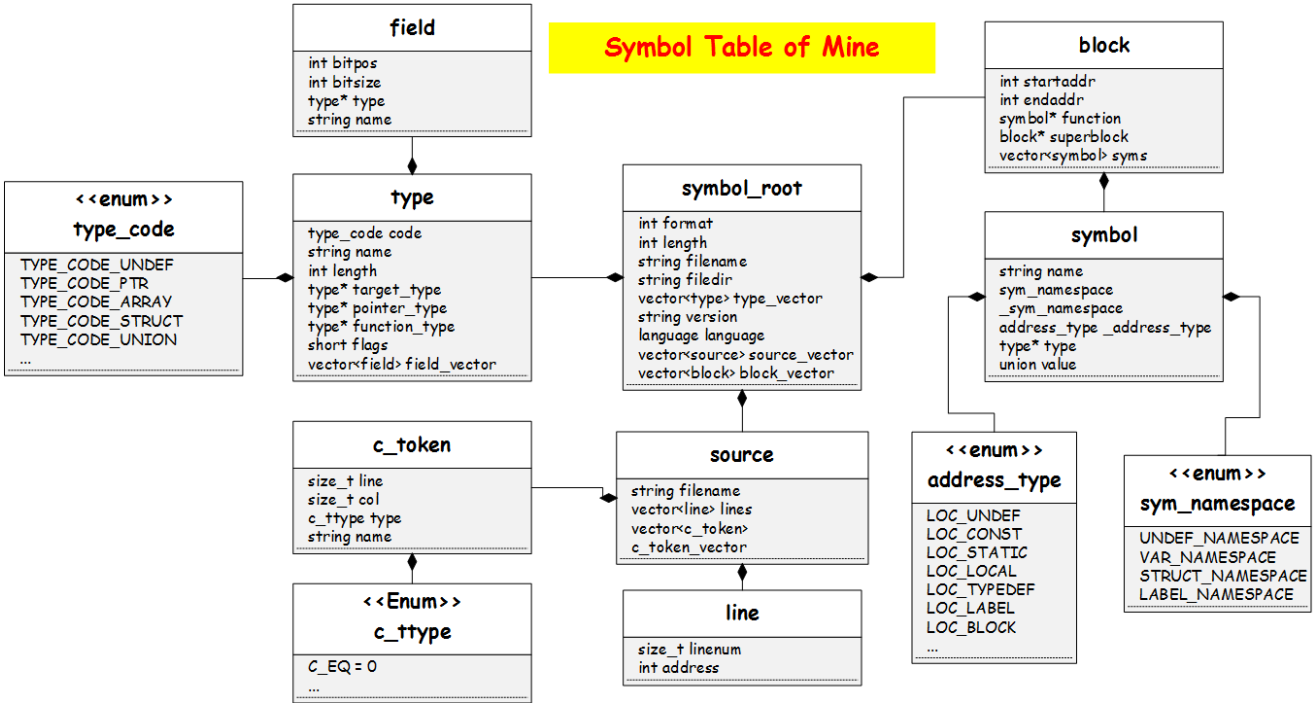 Symbol Table of Mine
field
int bitpos
int bitsize
type* type
string name
block
int startaddr
int endaddr
symbol* function
block* superblock
vector<symbol> syms
<<enum>>
type_code
TYPE_CODE_UNDEF
TYPE_CODE_PTR
TYPE_CODE_ARRAY
TYPE_CODE_STRUCT
TYPE_CODE_UNION
...
type
type_code code
string name
int length
type* target_type
type* pointer_type
type* function_type
short flags
vector<field> field_vector
symbol_root
int format
int length
string filename
string filedir
vector<type> type_vector
string version
language language
vector<source> source_vector
vector<block> block_vector
symbol
string name
sym_namespace
_sym_namespace
address_type _address_type
type* type
union value
c_token
size_t line
size_t col
c_ttype type
string name
source
string filename
vector<line> lines
vector<c_token>
c_token_vector
<<enum>>
address_type
LOC_UNDEF
LOC_CONST
LOC_STATIC
LOC_LOCAL
LOC_TYPEDEF
LOC_LABEL
LOC_BLOCK
...
<<enum>>
sym_namespace
UNDEF_NAMESPACE
VAR_NAMESPACE
STRUCT_NAMESPACE
LABEL_NAMESPACE
<<Enum>>
c_ttype
C_EQ = 0
...
line
size_t linenum
int address